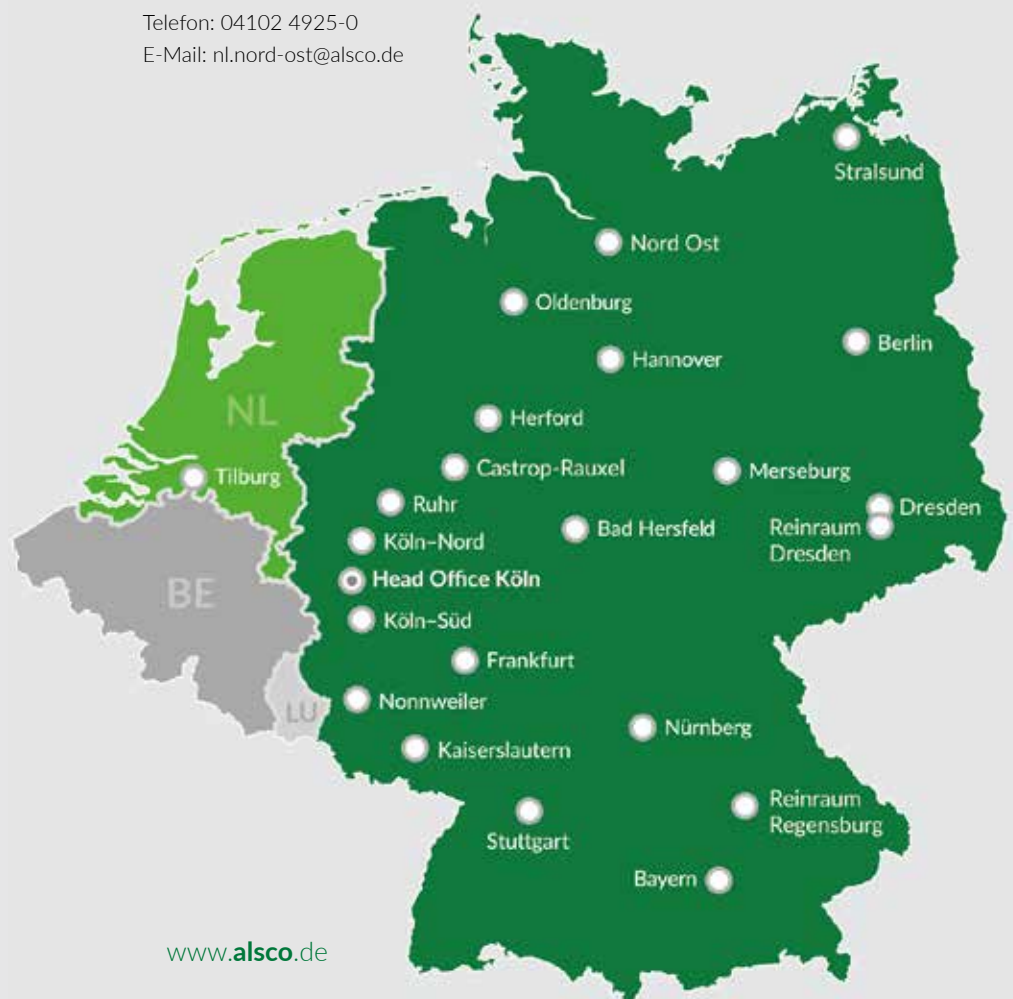 Telefon: 04102 4925-0
E-Mail: nl.nord-ost@alsco.de
Stralsund
Nord Ost
Oldenburg
Berlin
Hannover
NL
Herford
Castrop-Rauxel
Merseburg
Tilburg
Ruhr
Dresden
Bad Hersfeld
Reinraum
Dresden
Köln–Nord
Head Office Köln
BE
Köln–Süd
Frankfurt
Nonnweiler
LU
Nürnberg
Kaiserslautern
Reinraum
Regensburg
Stuttgart
Bayern
www.alsco.de